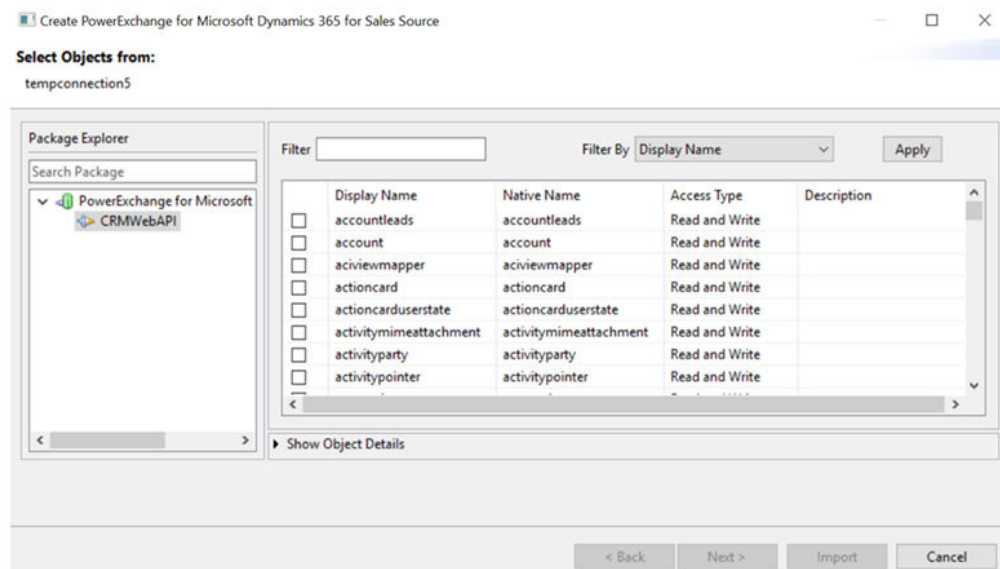 Create PowerExchange for Microsoft Dynamics 365 for Sales Source
Select Objects from:
tempconnection5
Package Explorer
Search Package
PowerExchange for Microsoft
CRMWebAPI
Filter
Filter By Display Name
Apply
Display Name Native Name Access Type Description
accountleads accountleads Read and Write
account account Read and Write
aciviewmapper aciviewmapper Read and Write
actioncard actioncard Read and Write
actioncarduserstate actioncarduserstate Read and Write
activitymimeattachment activitymimeattachment Read and Write
activityparty activityparty Read and Write
activitypointer activitypointer Read and Write
Show Object Details
< Back Next > Import Cancel